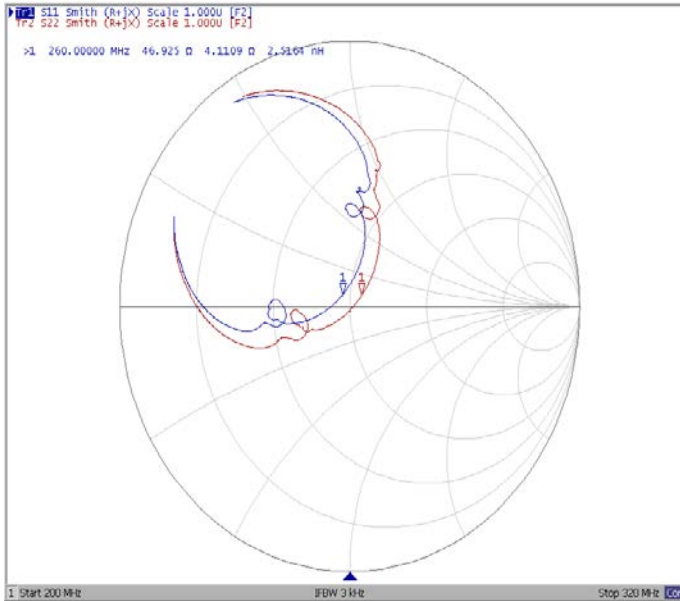 Tr1 S11 Smith (R+jX) Scale 1.000U [F2]
Tr2 S22 Smith (R+jX) Scale 1.000U [F2]
>1 260.00000 MHz 46.925 Ω 4.1109 Ω 2.5164 nH
1 1
1 Start 200 MHz IFBW 3 kHz Stop 320 MHz Cor